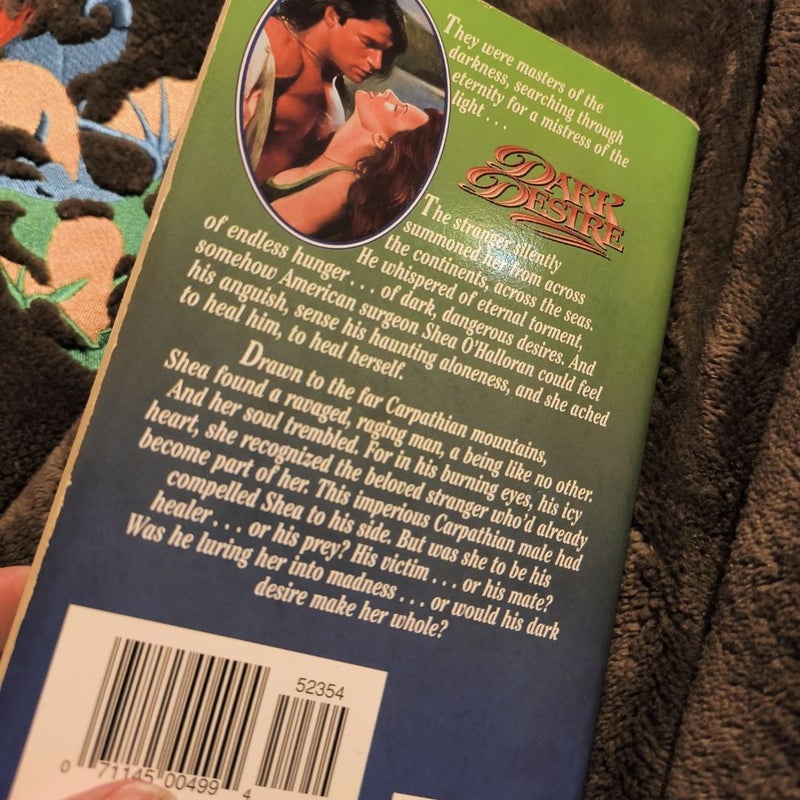 They were masters of the
darkness, searching through
eternity for a mistress of the
light . . .
DARK
DESIRE
The stranger silently
summoned her from across
the continents, across the seas.
He whispered of eternal torment,
of endless hunger . . . of dark, dangerous desires. And
somehow American surgeon Shea O'Halloran could feel
his anguish, sense his haunting aloneness, and she ached
to heal him, to heal herself.
Drawn to the far Carpathian mountains,
Shea found a ravaged, raging man, a being like no other.
And her soul trembled. For in his burning eyes, his icy
heart, she recognized the beloved stranger who'd already
become part of her. This imperious Carpathian male had
compelled Shea to his side. But was she to be his
healer . . . or his prey? His victim . . . or his mate?
Was he luring her into madness . . . or would his dark
desire make her whole?
52354
0 71145 00499 4